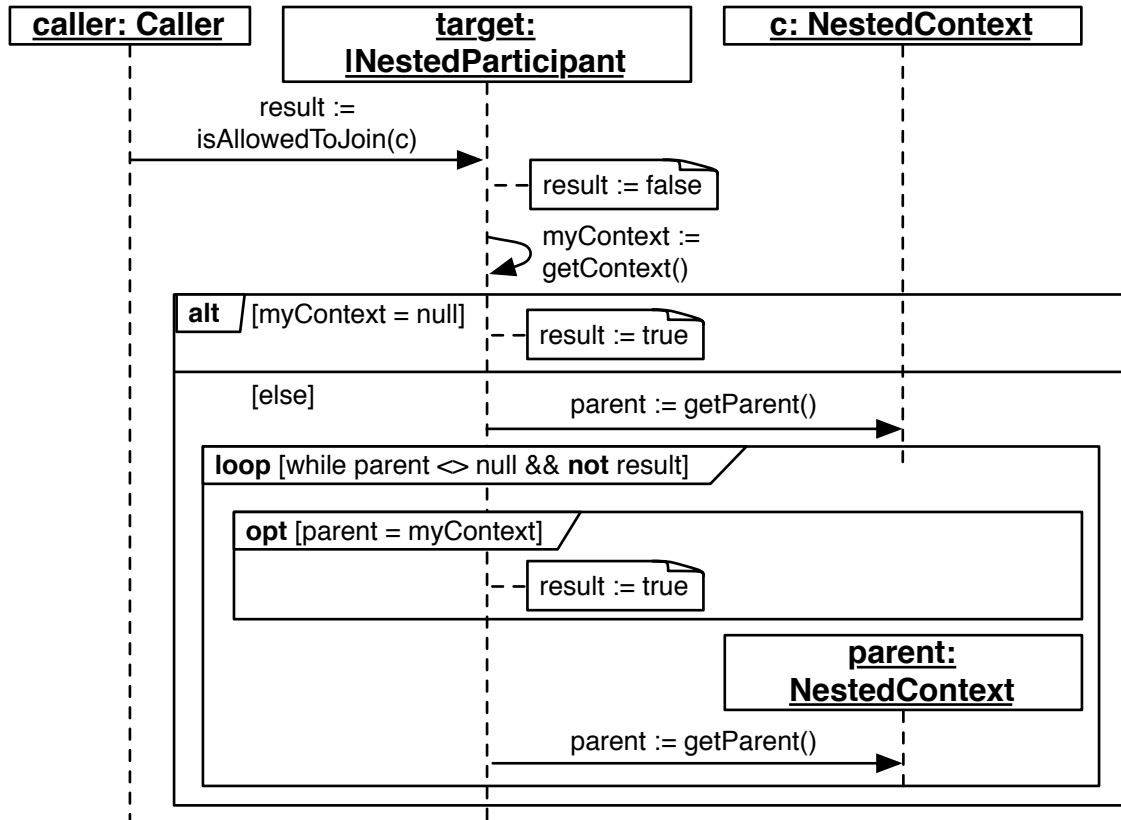 caller: Caller
target:
INestedParticipant
c: NestedContext
result :=
isAllowedToJoin(c)
result := false
myContext :=
getContext()
alt [myContext = null]
result := true
[else]
parent := getParent()
loop [while parent <> null && not result]
opt [parent = myContext]
result := true
parent:
NestedContext
parent := getParent()